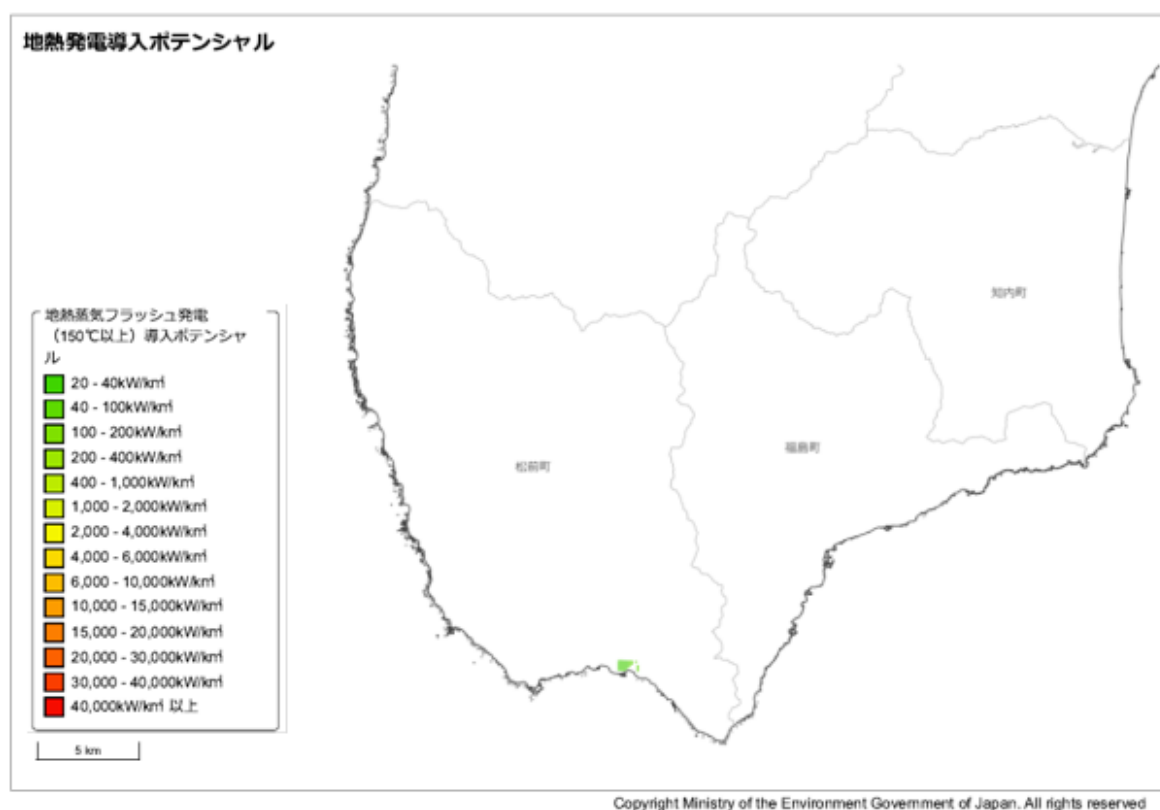 地熱発電導入ポテンシャル
知内町
福島町
松前町
地熱蒸気フラッシュ発電
（150℃以上）導入ポテンシャ
ル
20 - 40kW/k㎡
40 - 100kW/k㎡
100 - 200kW/k㎡
200 - 400kW/k㎡
400 - 1,000kW/k㎡
1,000 - 2,000kW/k㎡
2,000 - 4,000kW/k㎡
4,000 - 6,000kW/k㎡
6,000 - 10,000kW/k㎡
10,000 - 15,000kW/k㎡
15,000 - 20,000kW/k㎡
20,000 - 30,000kW/k㎡
30,000 - 40,000kW/k㎡
40,000kW/k㎡ 以上
5 km
Copyright Ministry of the Environment Government of Japan. All rights reserved